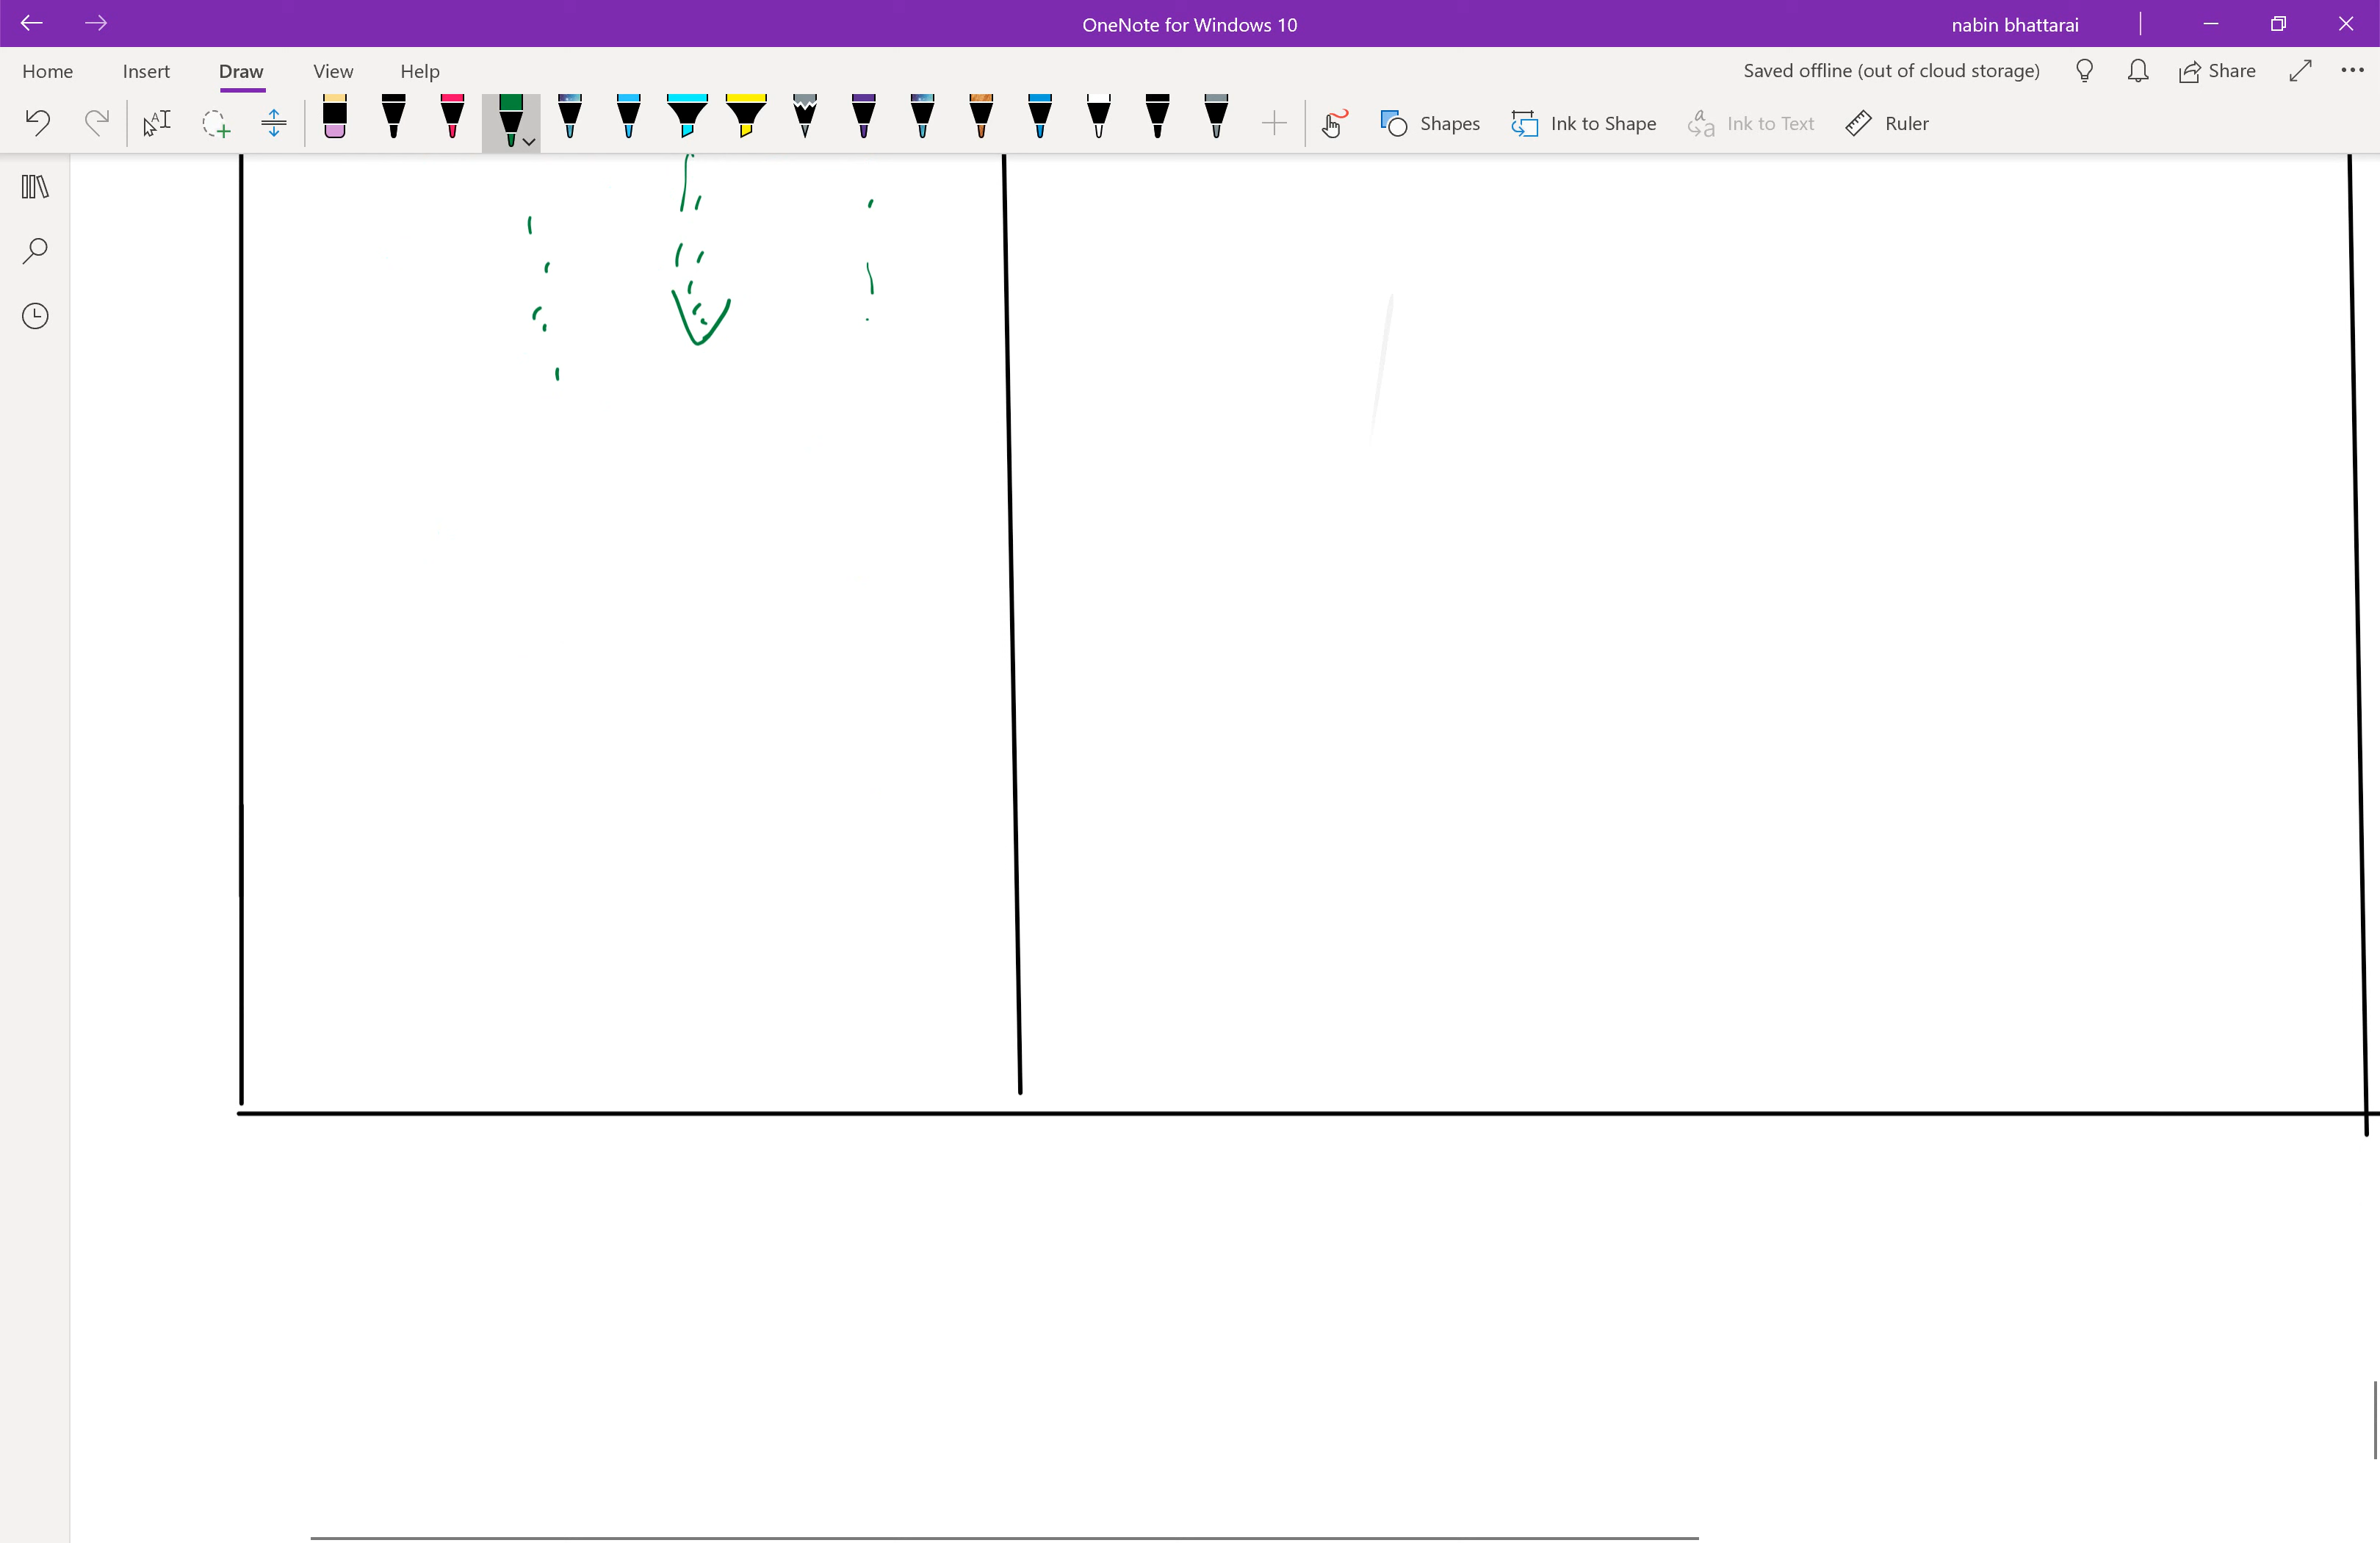 OneNote for Windows 10 nabin bhattarai
Home Insert Draw View Help Saved offline (out of cloud storage) Share
Shapes Ink to Shape Ink to Text Ruler